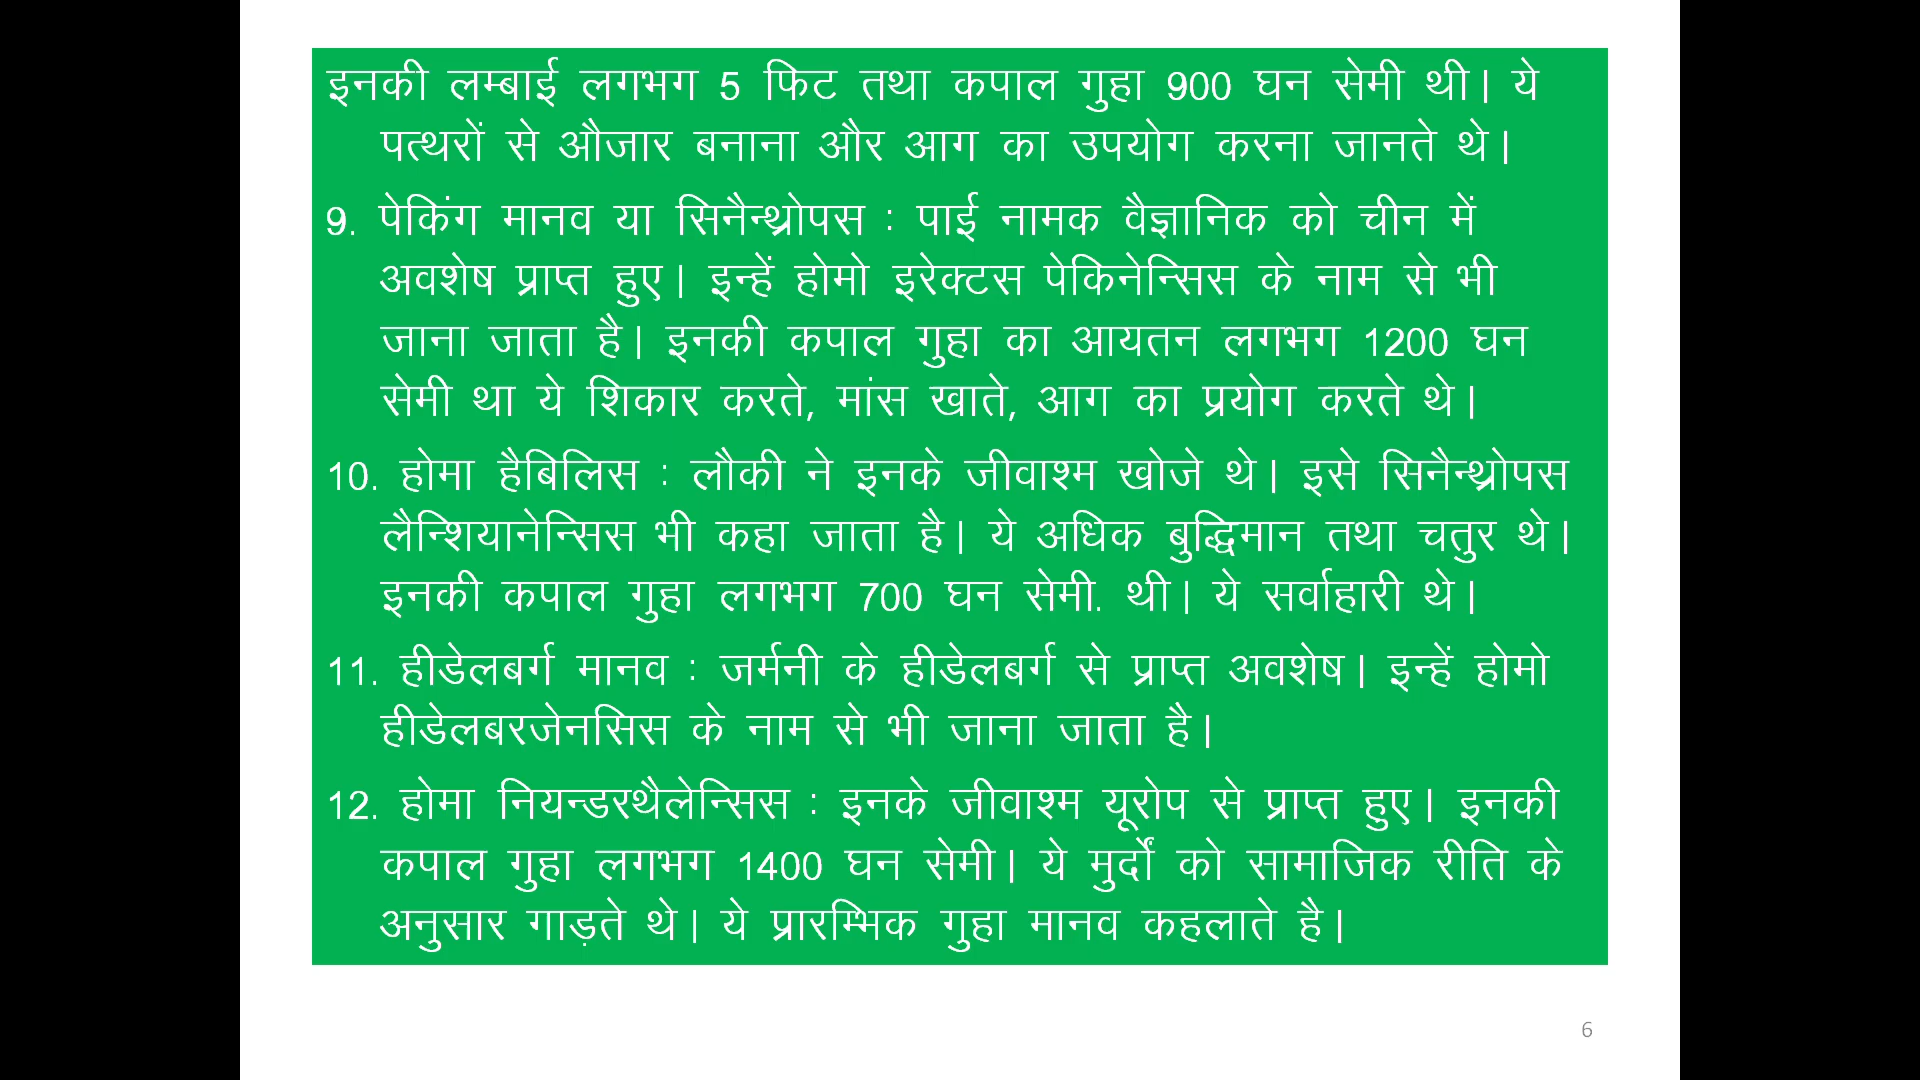 इनकी लम्बाई लगभग 5 फिट तथा कपाल गुहा 900 घन सेमी थी। ये
पत्थरों से औजार बनाना और आग का उपयोग करना जानते थे।
9. पेकिंग मानव या सिनैन्थ्रोपस : पाई नामक वैज्ञानिक को चीन में
अवशेष प्राप्त हुए। इन्हें होमो इरेक्टस पेकिनेन्सिस के नाम से भी
जाना जाता है। इनकी कपाल गुहा का आयतन लगभग 1200 घन
सेमी था ये शिकार करते, मांस खाते, आग का प्रयोग करते थे।
10. होमा हैबिलिस : लौकी ने इनके जीवाश्म खोजे थे। इसे सिनैन्थ्रोपस
लैन्शियानेन्सिस भी कहा जाता है। ये अधिक बुद्धिमान तथा चतुर थे।
इनकी कपाल गुहा लगभग 700 घन सेमी. थी। ये सर्वाहारी थे।
11. हीडेलबर्ग मानव : जर्मनी के हीडेलबर्ग से प्राप्त अवशेष। इन्हें होमो
हीडेलबरजेनसिस के नाम से भी जाना जाता है।
12. होमा नियन्डरथैलेन्सिस : इनके जीवाश्म यूरोप से प्राप्त हुए। इनकी
कपाल गुहा लगभग 1400 घन सेमी। ये मुर्दों को सामाजिक रीति के
अनुसार गाड़ते थे। ये प्रारम्भिक गुहा मानव कहलाते है।
6